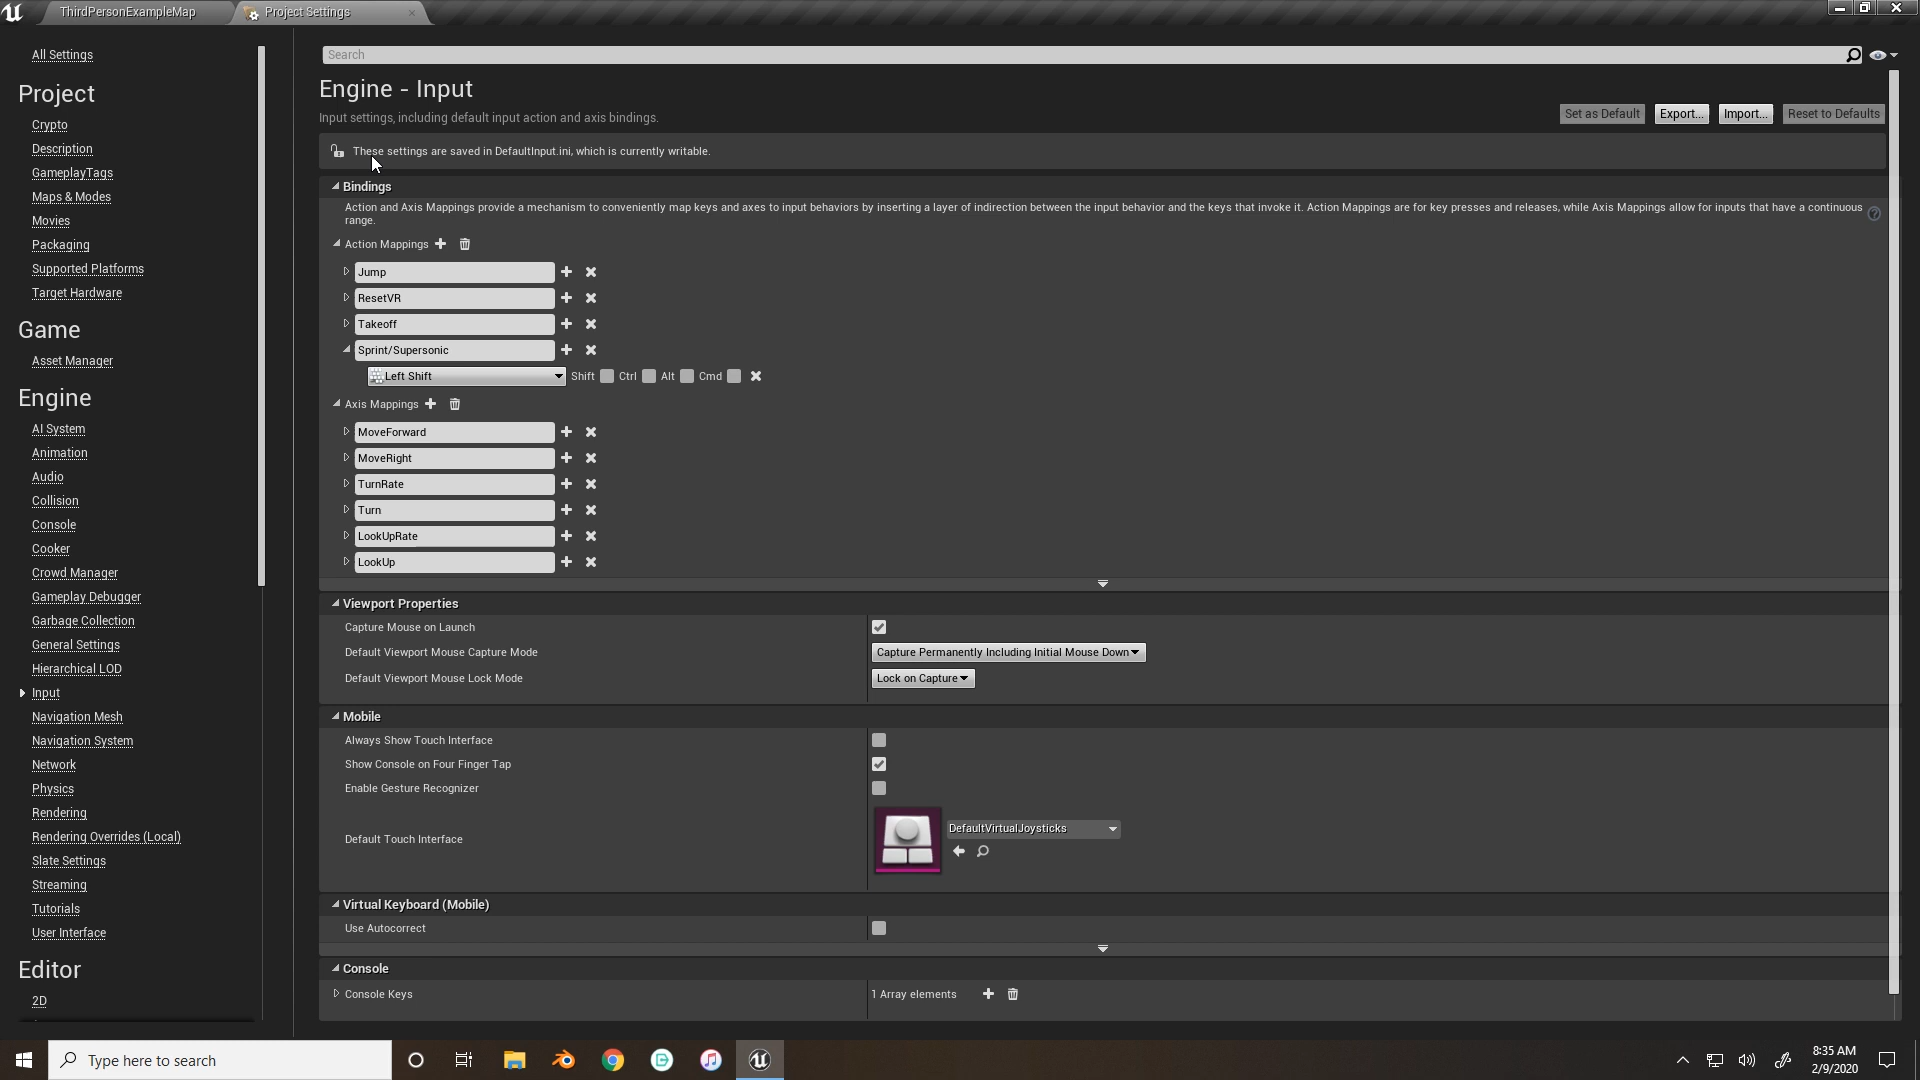 ThirdPersonExampleMap
Project Settings
All Settings
Project
Crypto
Description
GameplayTags
Maps & Modes
Movies
Packaging
Supported Platforms
Target Hardware
Game
Asset Manager
Engine
AI System
Animation
Audio
Collision
Console
Cooker
Crowd Manager
Gameplay Debugger
Garbage Collection
General Settings
Hierarchical LOD
Input
Navigation Mesh
Navigation System
Network
Physics
Rendering
Rendering Overrides (Local)
Slate Settings
Streaming
Tutorials
User Interface
Editor
2D
Search
Engine - Input
Input settings, including default input action and axis bindings.
Set as Default Export... Import... Reset to Defaults
These settings are saved in DefaultInput.ini, which is currently writable.
Bindings
Action and Axis Mappings provide a mechanism to conveniently map keys and axes to input behaviors by inserting a layer of indirection between the input behavior and the keys that invoke it. Action Mappings are for key presses and releases, while Axis Mappings allow for inputs that have a continuous
range.
Action Mappings
Jump
ResetVR
Takeoff
Sprint/Supersonic
Left Shift Shift Ctrl Alt Cmd
Axis Mappings
MoveForward
MoveRight
TurnRate
Turn
LookUpRate
LookUp
Viewport Properties
Capture Mouse on Launch
Default Viewport Mouse Capture Mode Capture Permanently Including Initial Mouse Down
Default Viewport Mouse Lock Mode Lock on Capture
Mobile
Always Show Touch Interface
Show Console on Four Finger Tap
Enable Gesture Recognizer
Default Touch Interface DefaultVirtualJoysticks
Virtual Keyboard (Mobile)
Use Autocorrect
Console
Console Keys 1 Array elements
Type here to search
8:35 AM
2/9/2020